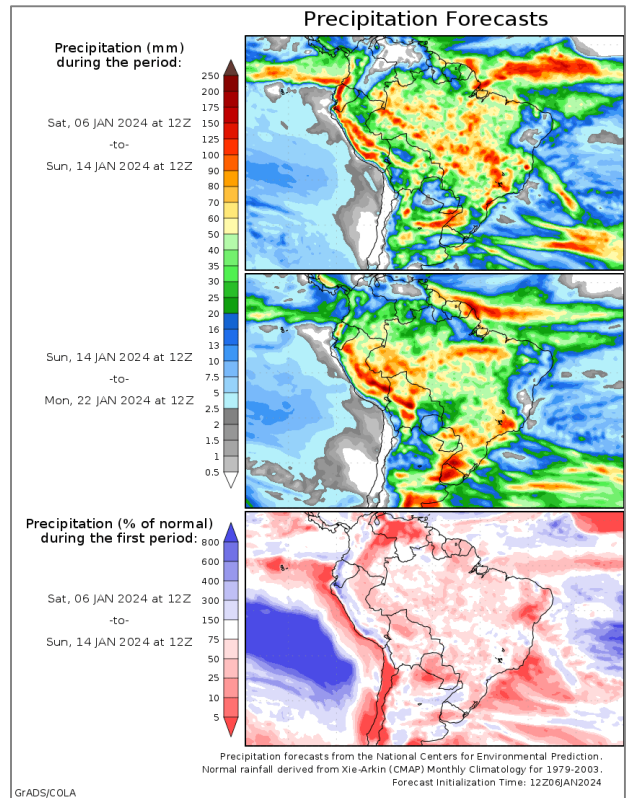 Precipitation Forecasts
Precipitation (mm)
during the period:
Sat, 06 JAN 2024 at 12Z
-to-
Sun, 14 JAN 2024 at 12Z
250
200
175
150
125
100
90
80
70
60
50
40
35
30
25
20
16
13
10
7.5
5
2.5
2
1.5
1
0.5
Sun, 14 JAN 2024 at 12Z
-to-
Mon, 22 JAN 2024 at 12Z
Precipitation (% of normal)
during the first period:
Sat, 06 JAN 2024 at 12Z
-to-
Sun, 14 JAN 2024 at 12Z
800
600
400
300
150
75
50
25
10
5
Precipitation forecasts from the National Centers for Environmental Prediction.
Normal rainfall derived from Xie-Arkin (CMAP) Monthly Climatology for 1979-2003.
Forecast Initialization Time: 12Z06JAN2024
GrADS/COLA